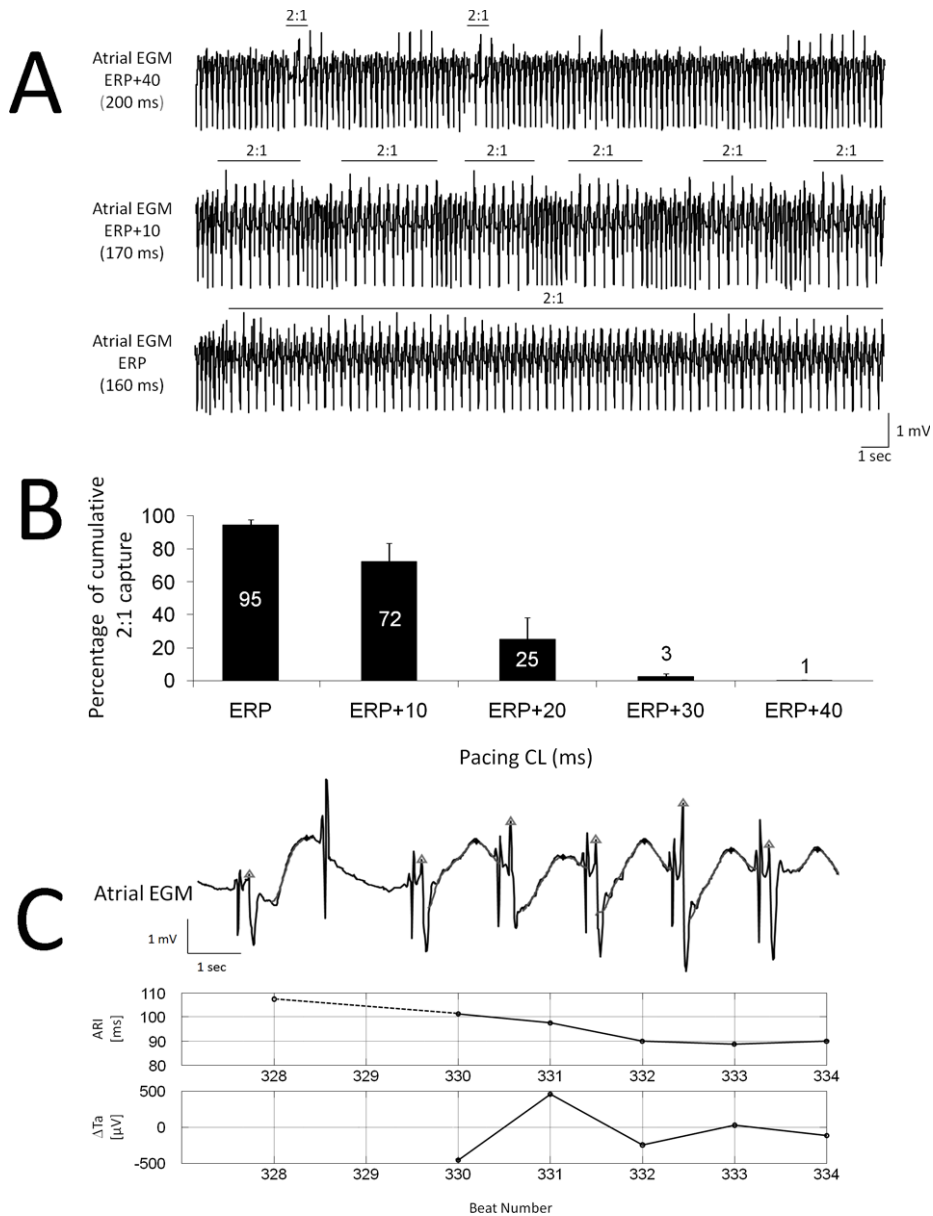 A
2:1 2:1
Atrial EGM
ERP+40
(200 ms)
2:1 2:1 2:1 2:1 2:1 2:1
Atrial EGM
ERP+10
(170 ms)
2:1
Atrial EGM
ERP
(160 ms)
1 mV
1 sec
B
Percentage of cumulative
2:1 capture
100
80
60
40
20
0
95
72
25
3
1
ERP ERP+10 ERP+20 ERP+30 ERP+40
Pacing CL (ms)
C
Atrial EGM
1 mV
1 sec
ARI
[ms]
110
100
90
80
328 329 330 331 332 333 334
ΔTa
[µV]
500
0
-500
328 329 330 331 332 333 334
Beat Number